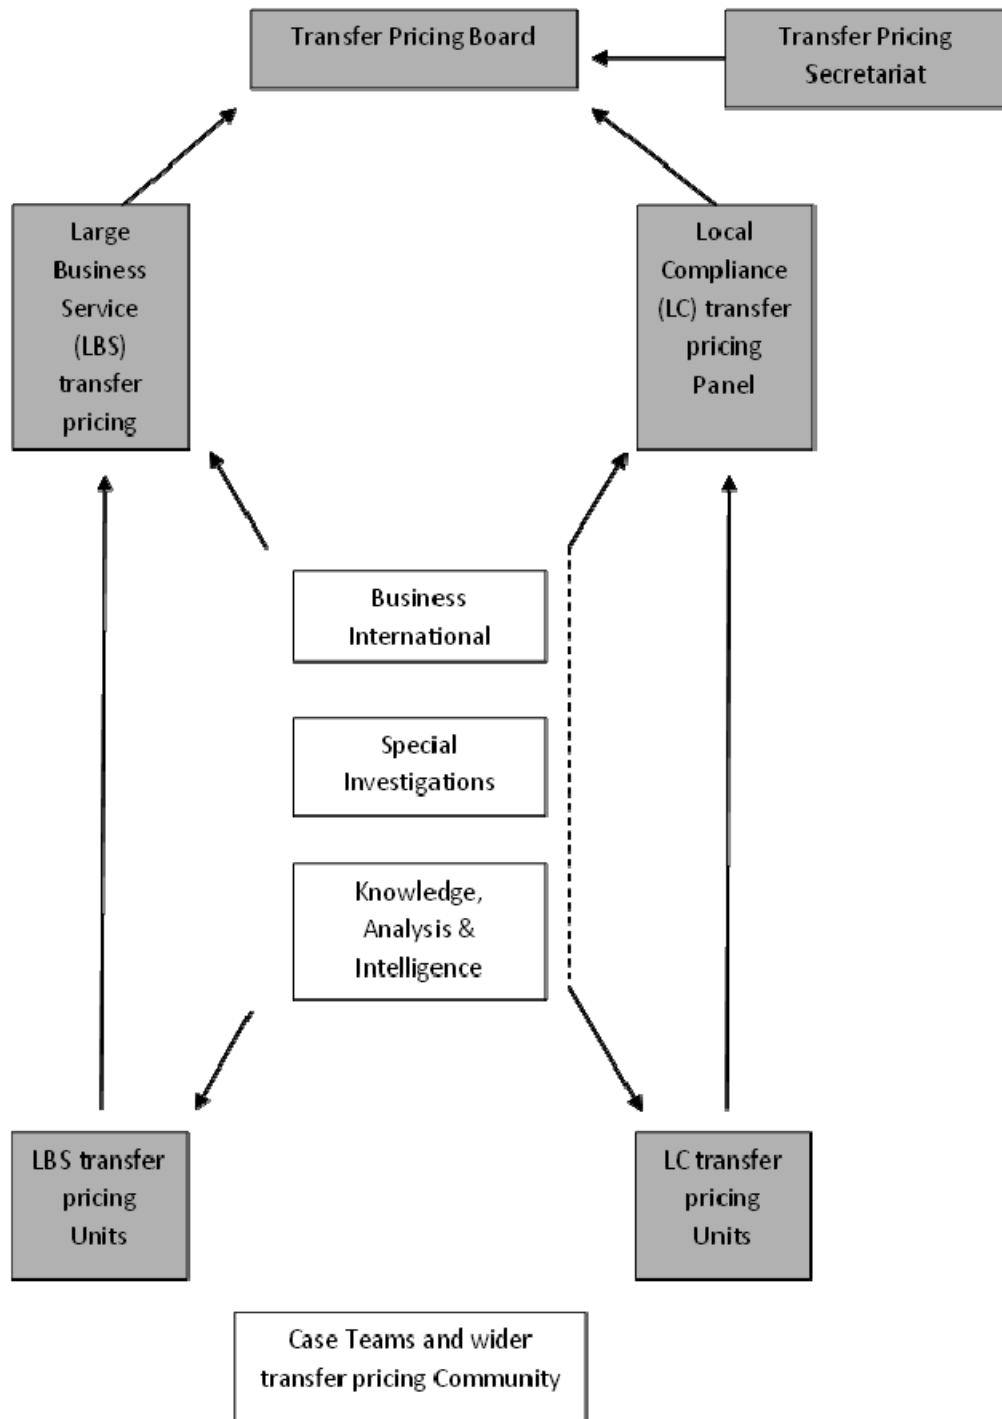 Transfer Pricing Board
Transfer Pricing
Secretariat
Large
Business
Service
(LBS)
transfer
pricing
Local
Compliance
(LC) transfer
pricing
Panel
Business
International
Special
Investigations
Knowledge,
Analysis &
Intelligence
LBS transfer
pricing
Units
LC transfer
pricing
Units
Case Teams and wider
transfer pricing Community